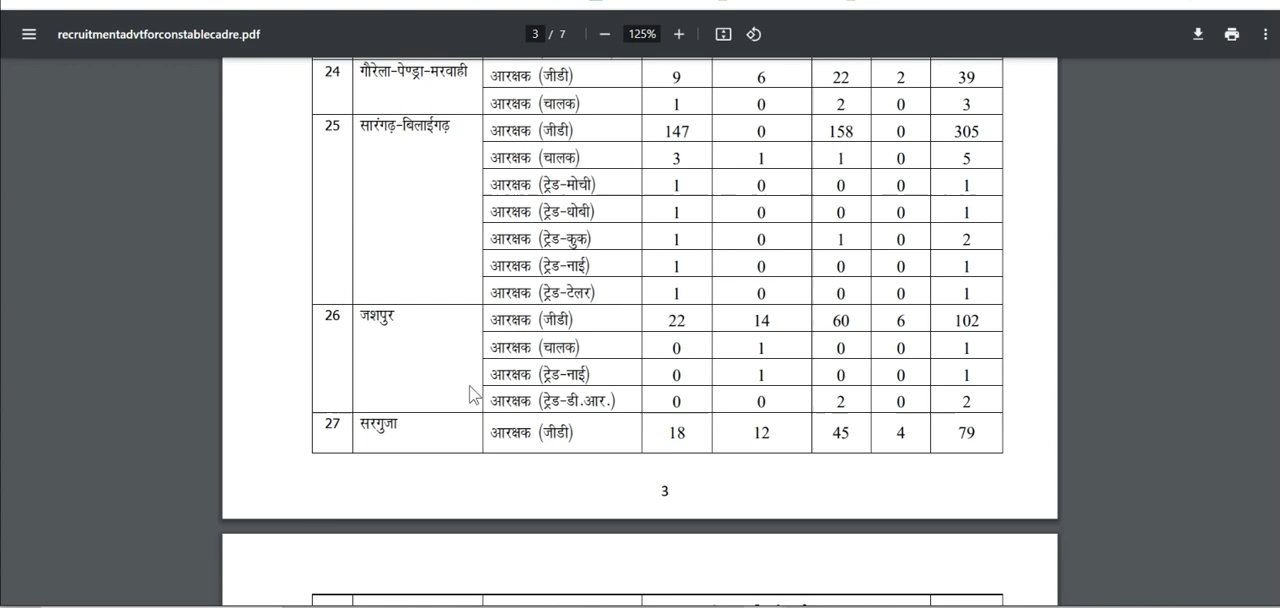 recruitmentadvtforconstablecadre.pdf 3 / 7 125%
24 गौरेला-पेण्ड्रा-मरवाही आरक्षक (जीडी) 9 6 22 2 39
आरक्षक (चालक) 1 0 2 0 3
25 सारंगढ़-बिलाईगढ़ आरक्षक (जीडी) 147 0 158 0 305
आरक्षक (चालक) 3 1 1 0 5
आरक्षक (ट्रेड-मोची) 1 0 0 0 1
आरक्षक (ट्रेड-धोबी) 1 0 0 0 1
आरक्षक (ट्रेड-कुक) 1 0 1 0 2
आरक्षक (ट्रेड-नाई) 1 0 0 0 1
आरक्षक (ट्रेड-टेलर) 1 0 0 0 1
26 जशपुर आरक्षक (जीडी) 22 14 60 6 102
आरक्षक (चालक) 0 1 0 0 1
आरक्षक (ट्रेड-नाई) 0 1 0 0 1
आरक्षक (ट्रेड-डी.आर.) 0 0 2 0 2
27 सरगुजा आरक्षक (जीडी) 18 12 45 4 79
3